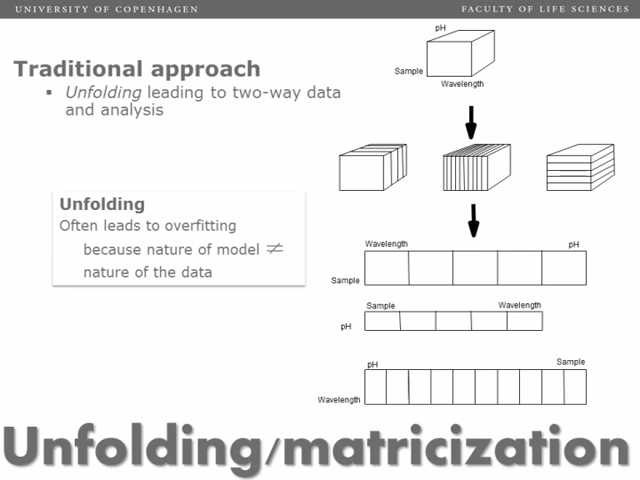 UNIVERSITY OF COPENHAGEN
FACULTY OF LIFE SCIENCES
Traditional approach
▪ Unfolding leading to two-way data
and analysis
pH
Sample
Wavelength
Unfolding
Often leads to overfitting
because nature of model ≠
nature of the data
Wavelength pH
Sample
Sample Wavelength
pH
pH Sample
Wavelength
Unfolding/matricization